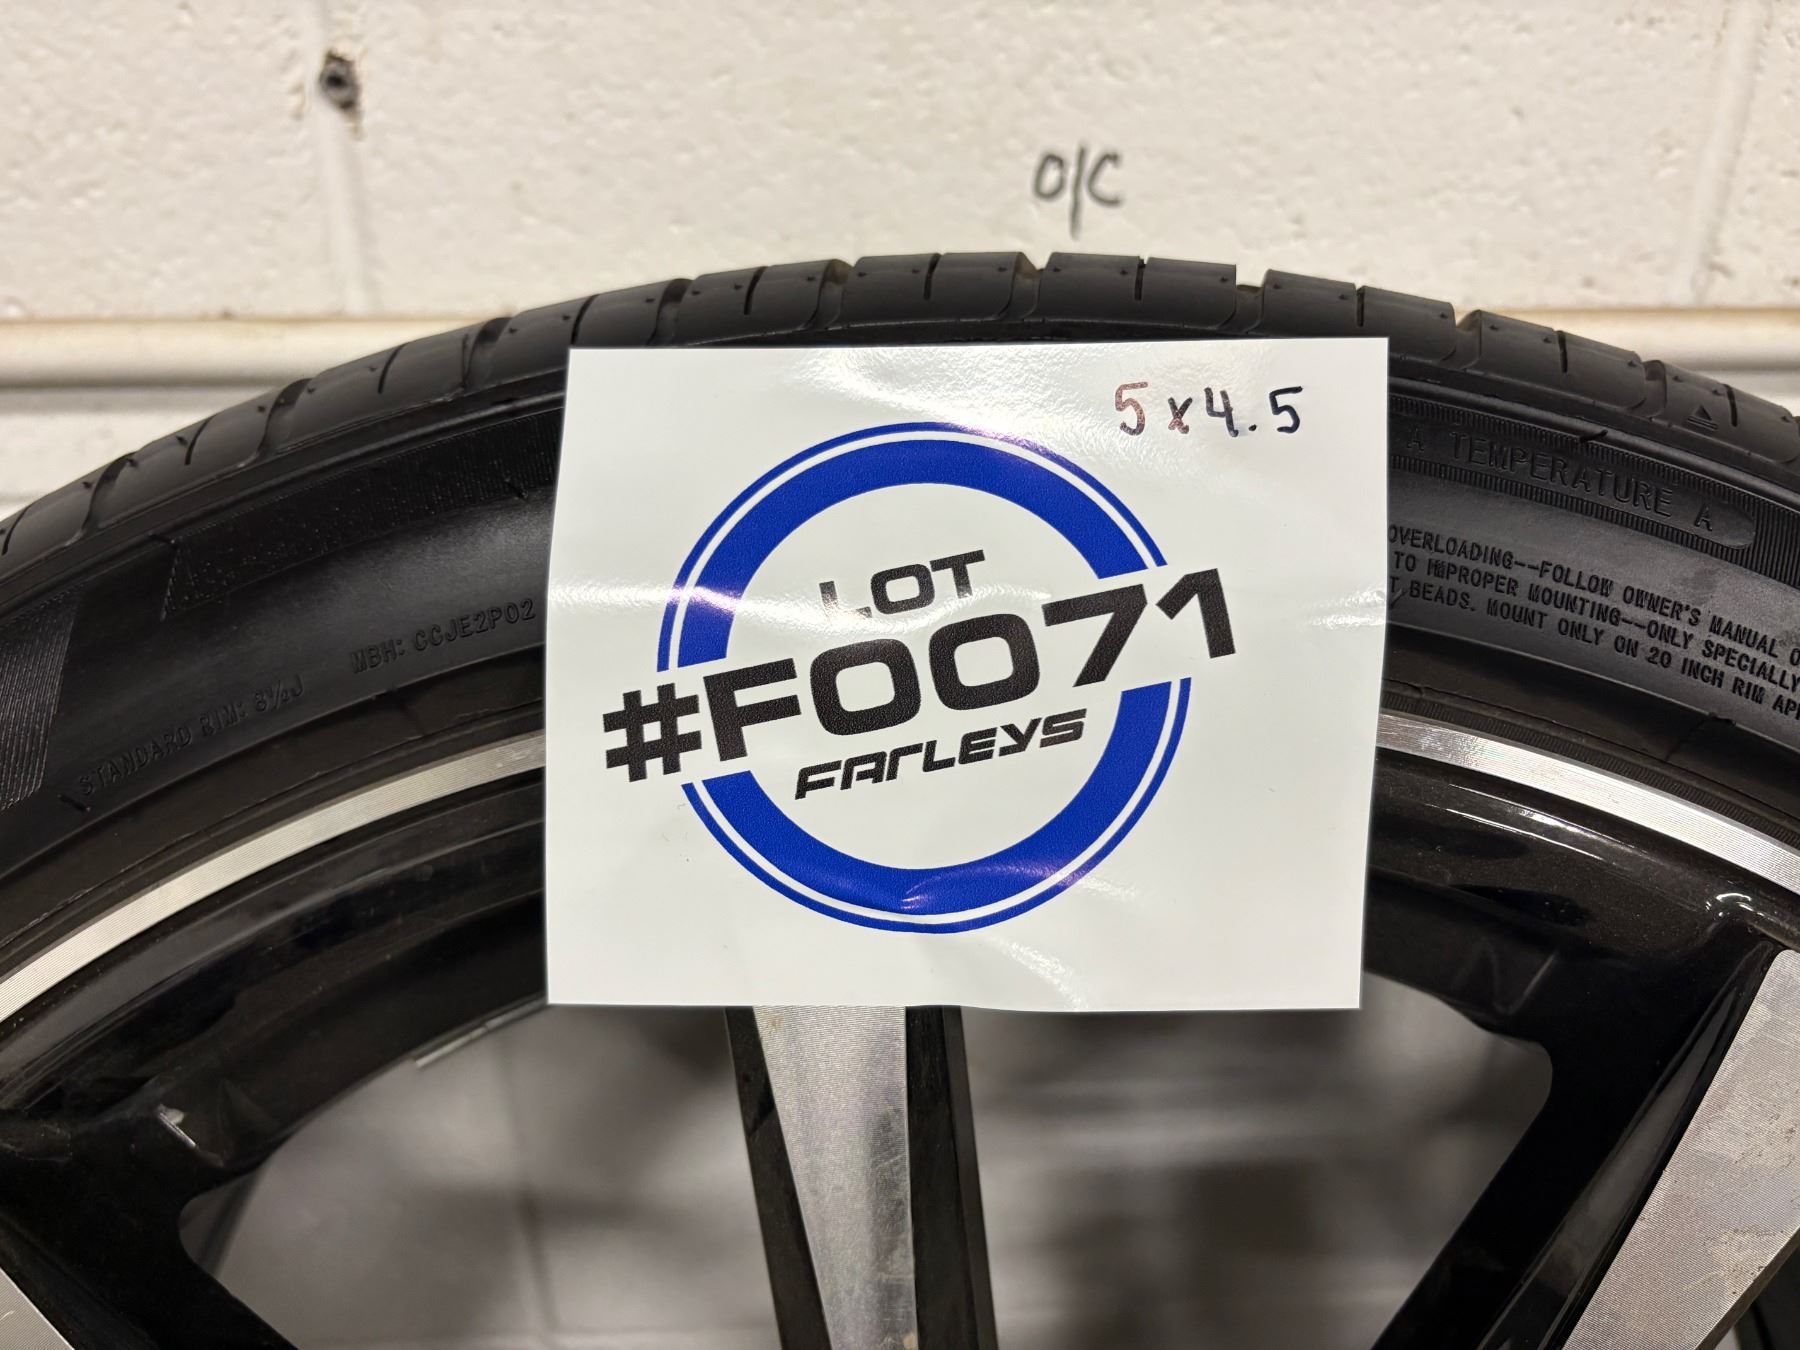 O/C
5x4.5
LOT
#F0071
FARLEYS
A TEMPERATURE A
OVERLOADING--FOLLOW OWNER'S MANUAL
TO IMPROPER MOUNTING--ONLY SPECIALLY
BEADS. MOUNT ONLY ON 20 INCH RIM
MBH: CCJE2P02
STANDARD RIM: 8½J